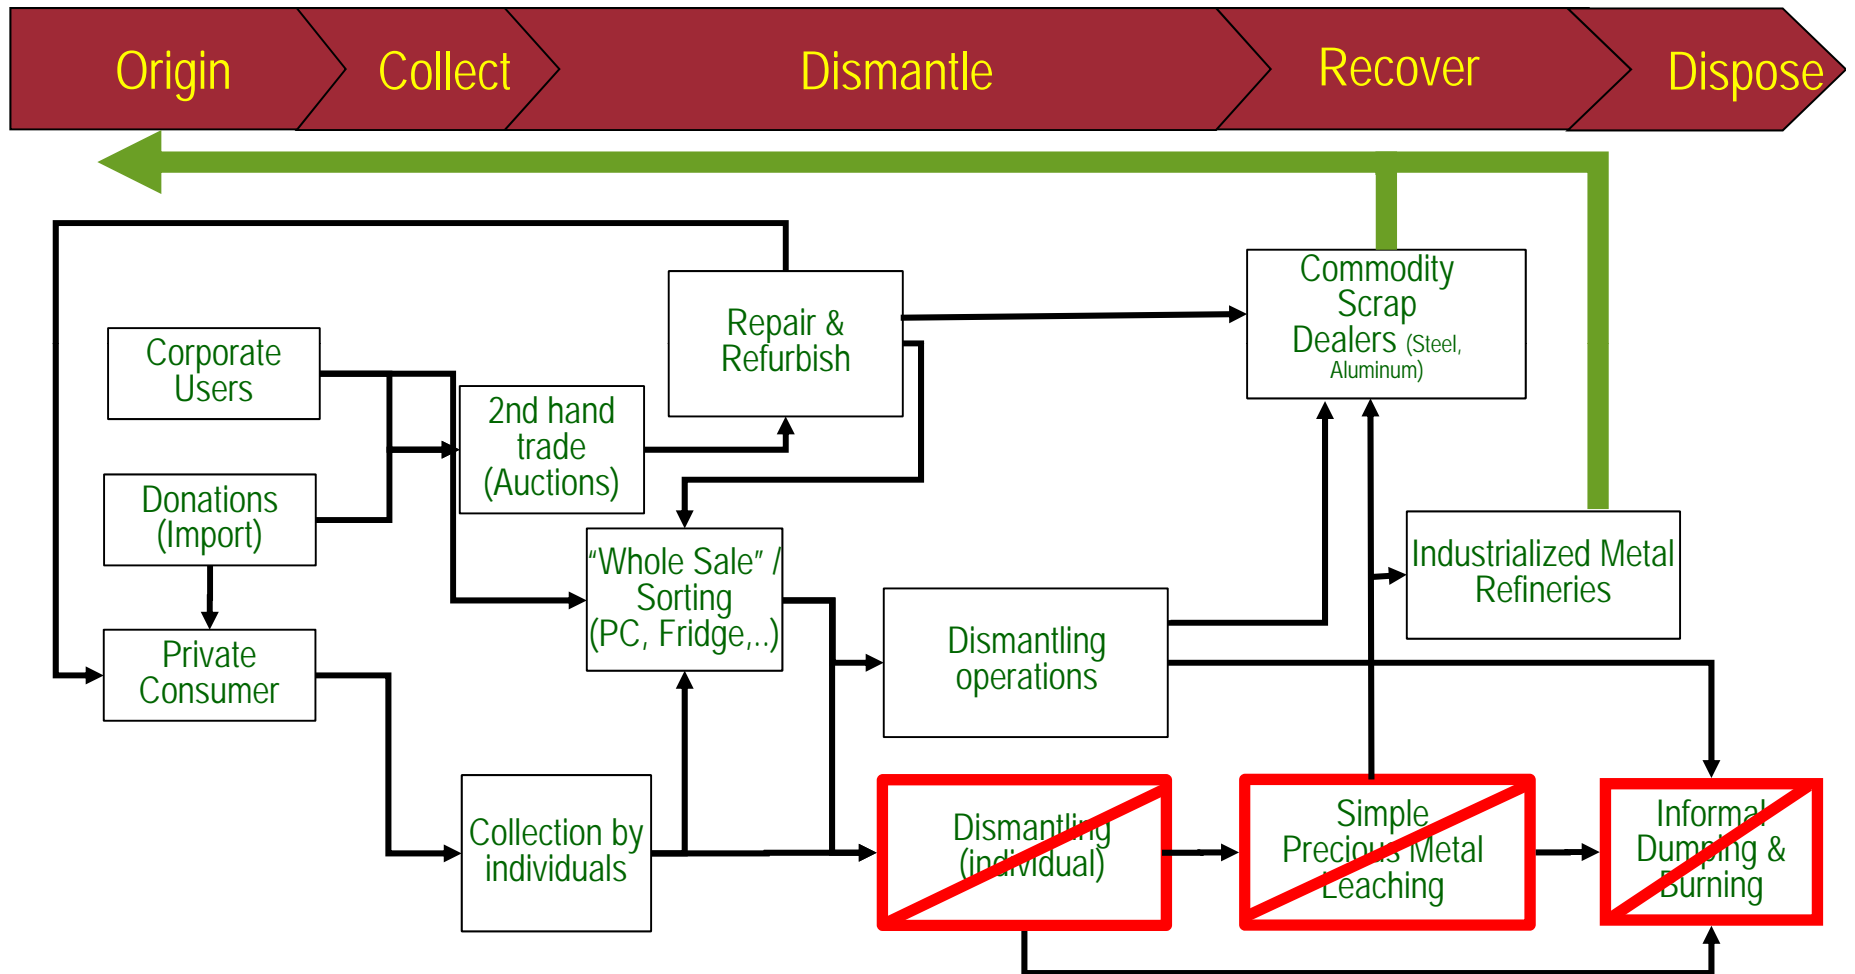 Origin
Collect
Dismantle
Recover
Dispose
Corporate
Users
Donations
(Import)
Private
Consumer
2nd hand
trade
(Auctions)
Collection by
individuals
Repair &
Refurbish
“Whole Sale” /
Sorting
(PC, Fridge,..)
Dismantling
operations
Dismantling
(individual)
Commodity
Scrap
Dealers (Steel,
Aluminum)
Industrialized Metal
Refineries
Simple
Precious Metal
Leaching
Informal
Dumping &
Burning